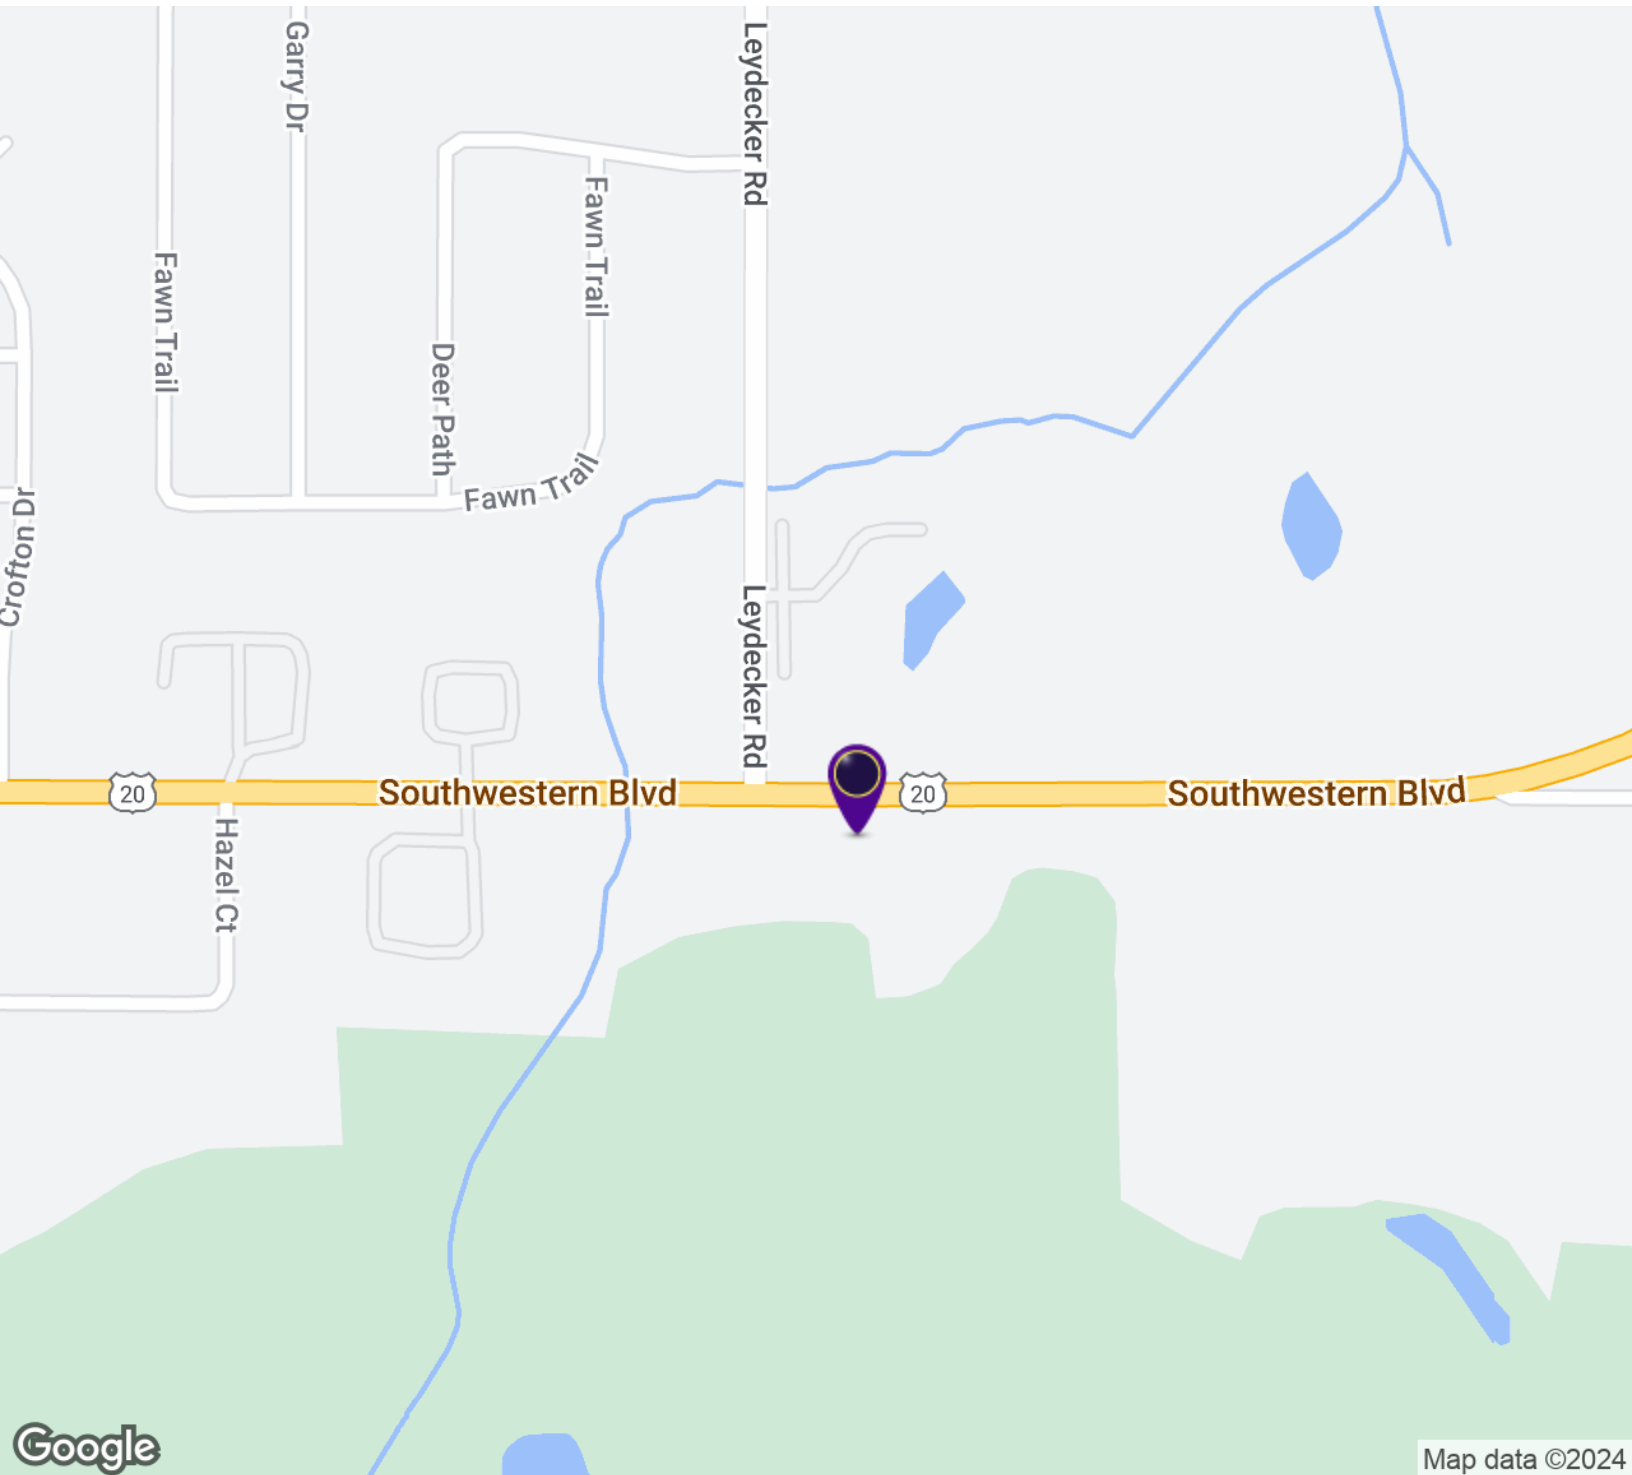 Garry Dr
Leydecker Rd
Fawn Trail
Fawn Trail
Deer Path
Fawn Trail
Crofton Dr
Leydecker Rd
20
Southwestern Blvd
20
Southwestern Blvd
Hazel Ct
Google
Map data ©2024